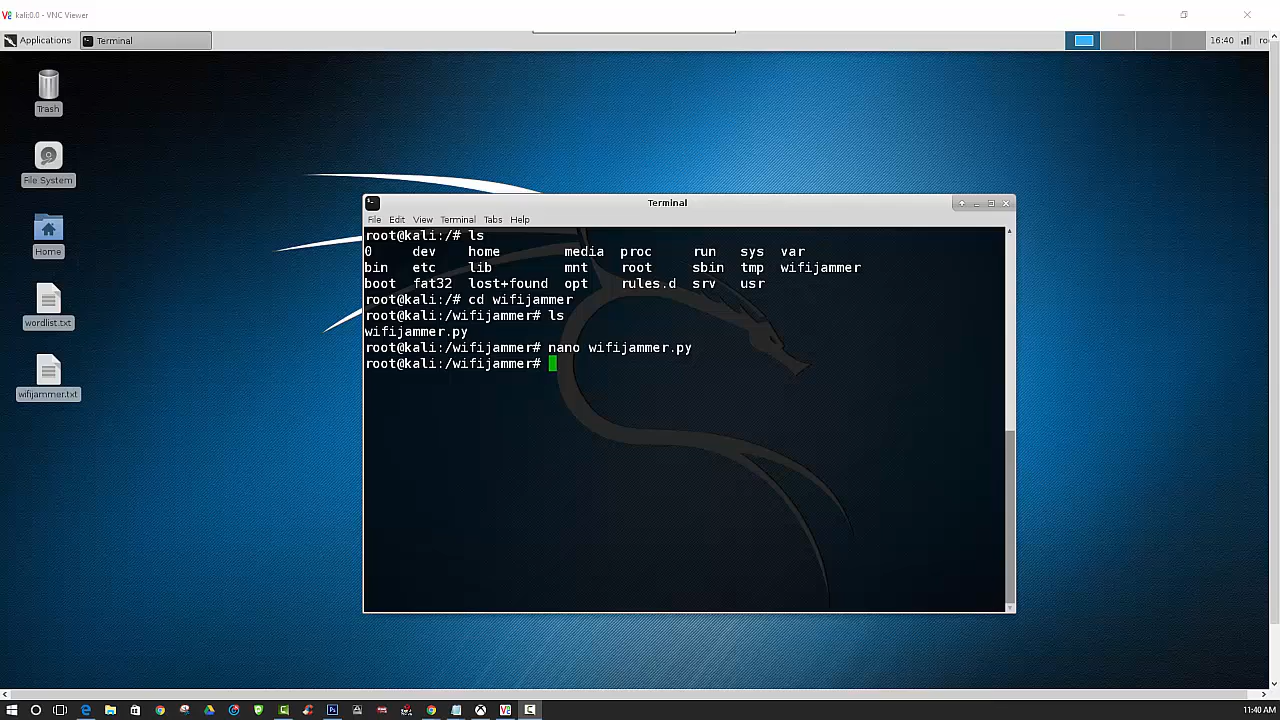 kali:0.0 - VNC Viewer
Applications
Terminal
16:40
Trash
File System
Home
wordlist.txt
wifijammer.txt
Terminal
File Edit View Terminal Tabs Help
root@kali:/# ls
0 dev home media proc run sys var
bin etc lib mnt root sbin tmp wifijammer
boot fat32 lost+found opt rules.d srv usr
root@kali:/# cd wifijammer
root@kali:/wifijammer# ls
wifijammer.py
root@kali:/wifijammer# nano wifijammer.py
root@kali:/wifijammer#
11:40 AM